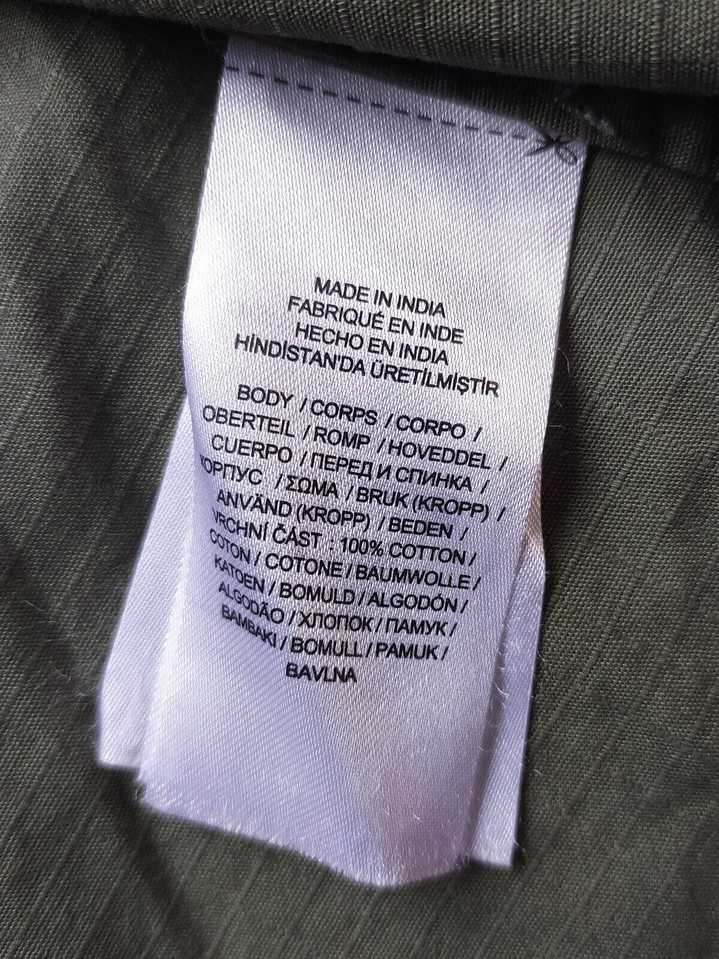 MADE IN INDIA
FABRIQUÉ EN INDE
HECHO EN INDIA
HİNDİSTAN'DA ÜRETİLMİŞTİR
BODY / CORPS / CORPO /
OBERTEIL / ROMP / HOVEDDEL /
CUERPO / ПЕРЕД И СПИНКА /
КОРПУС / ΣΩΜΑ / BRUK (KROPP) /
ANVÄND (KROPP) / BEDEN /
VRCHNÍ ČÁST : 100% COTTON /
COTON / COTONE / BAUMWOLLE /
KATOEN / BOMULD / ALGODÓN /
ALGODÃO / ХЛОПОК / ПАМУК /
BAMBAKI / BOMULL / PAMUK /
BAVLNA